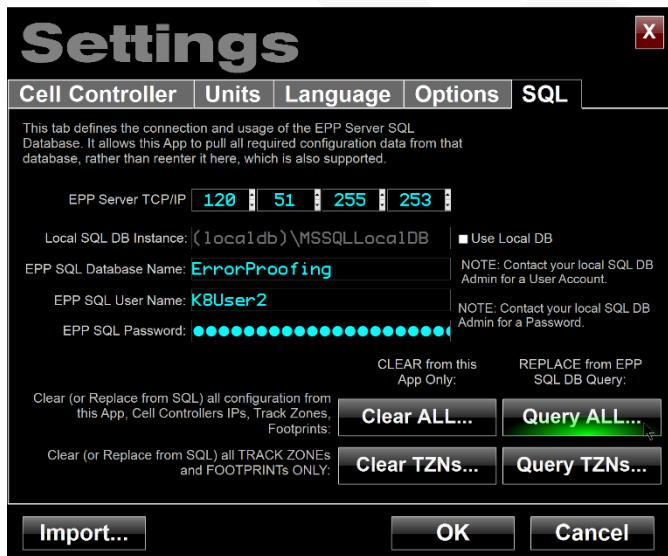 Settings
X
Cell Controller Units Language Options SQL
This tab defines the connection and usage of the EPP Server SQL
Database. It allows this App to pull all required configuration data from that
database, rather than reenter it here, which is also supported.
EPP Server TCP/IP 120 51 255 253
Local SQL DB Instance: (localdb)\MSSQLLocalDB Use Local DB
EPP SQL Database Name: ErrorProofing
NOTE: Contact your local SQL DB
Admin for a User Account.
EPP SQL User Name: K8User2
NOTE: Contact your local SQL DB
Admin for a Password.
EPP SQL Password: ●●●●●●●●●●●●●●●●●●●●●
CLEAR from this
App Only:
REPLACE from EPP
SQL DB Query:
Clear (or Replace from SQL) all configuration from
this App, Cell Controllers IPs, Track Zones,
Footprints:
Clear ALL... Query ALL...
Clear (or Replace from SQL) all TRACK ZONEs
and FOOTPRINTs ONLY:
Clear TZNs... Query TZNs...
Import... OK Cancel